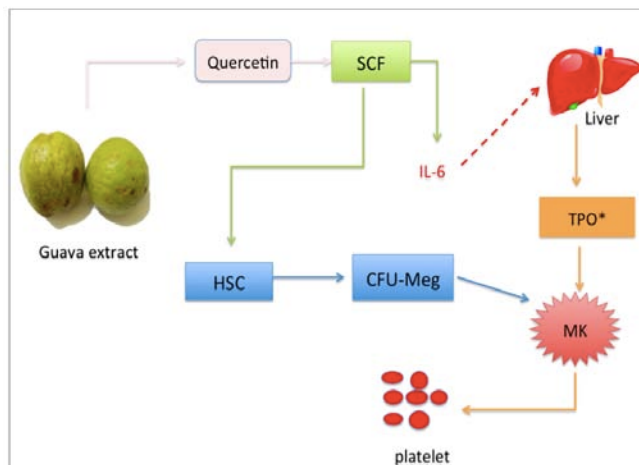 Quercetin
SCF
Liver
IL-6
TPO*
Guava extract
HSC
CFU-Meg
MK
platelet